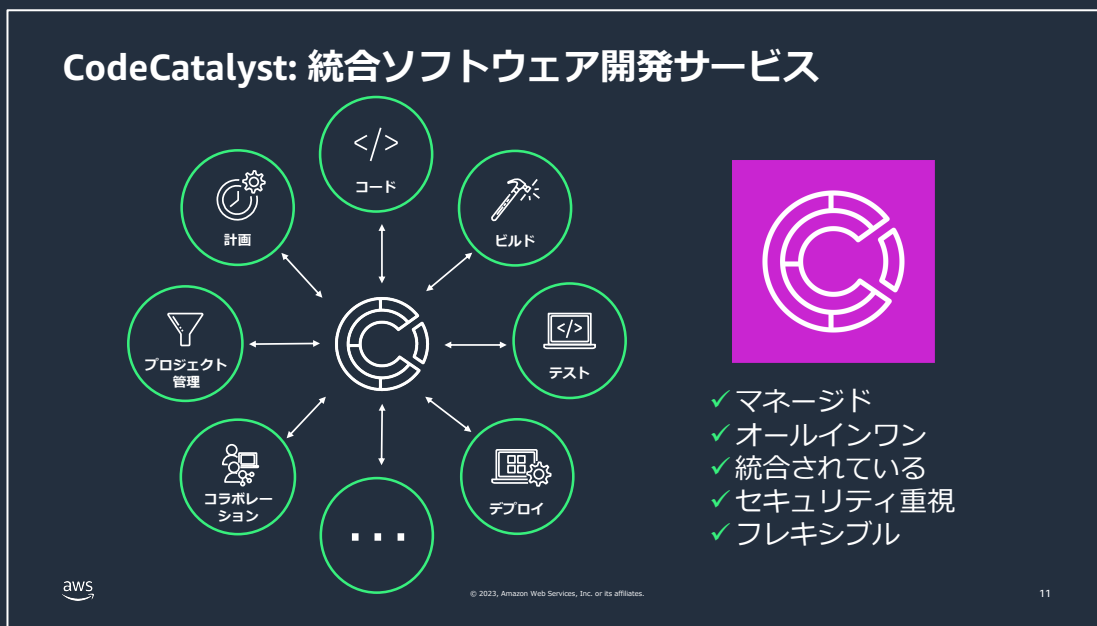 CodeCatalyst: 統合ソフトウェア開発サービス
</>
コード
計画
ビルド
プロジェクト
管理
</>
テスト
コラボレー
ション
デプロイ
...
✓マネージド
✓オールインワン
✓統合されている
✓セキュリティ重視
✓フレキシブル
aws
© 2023, Amazon Web Services, Inc. or its affiliates.
11